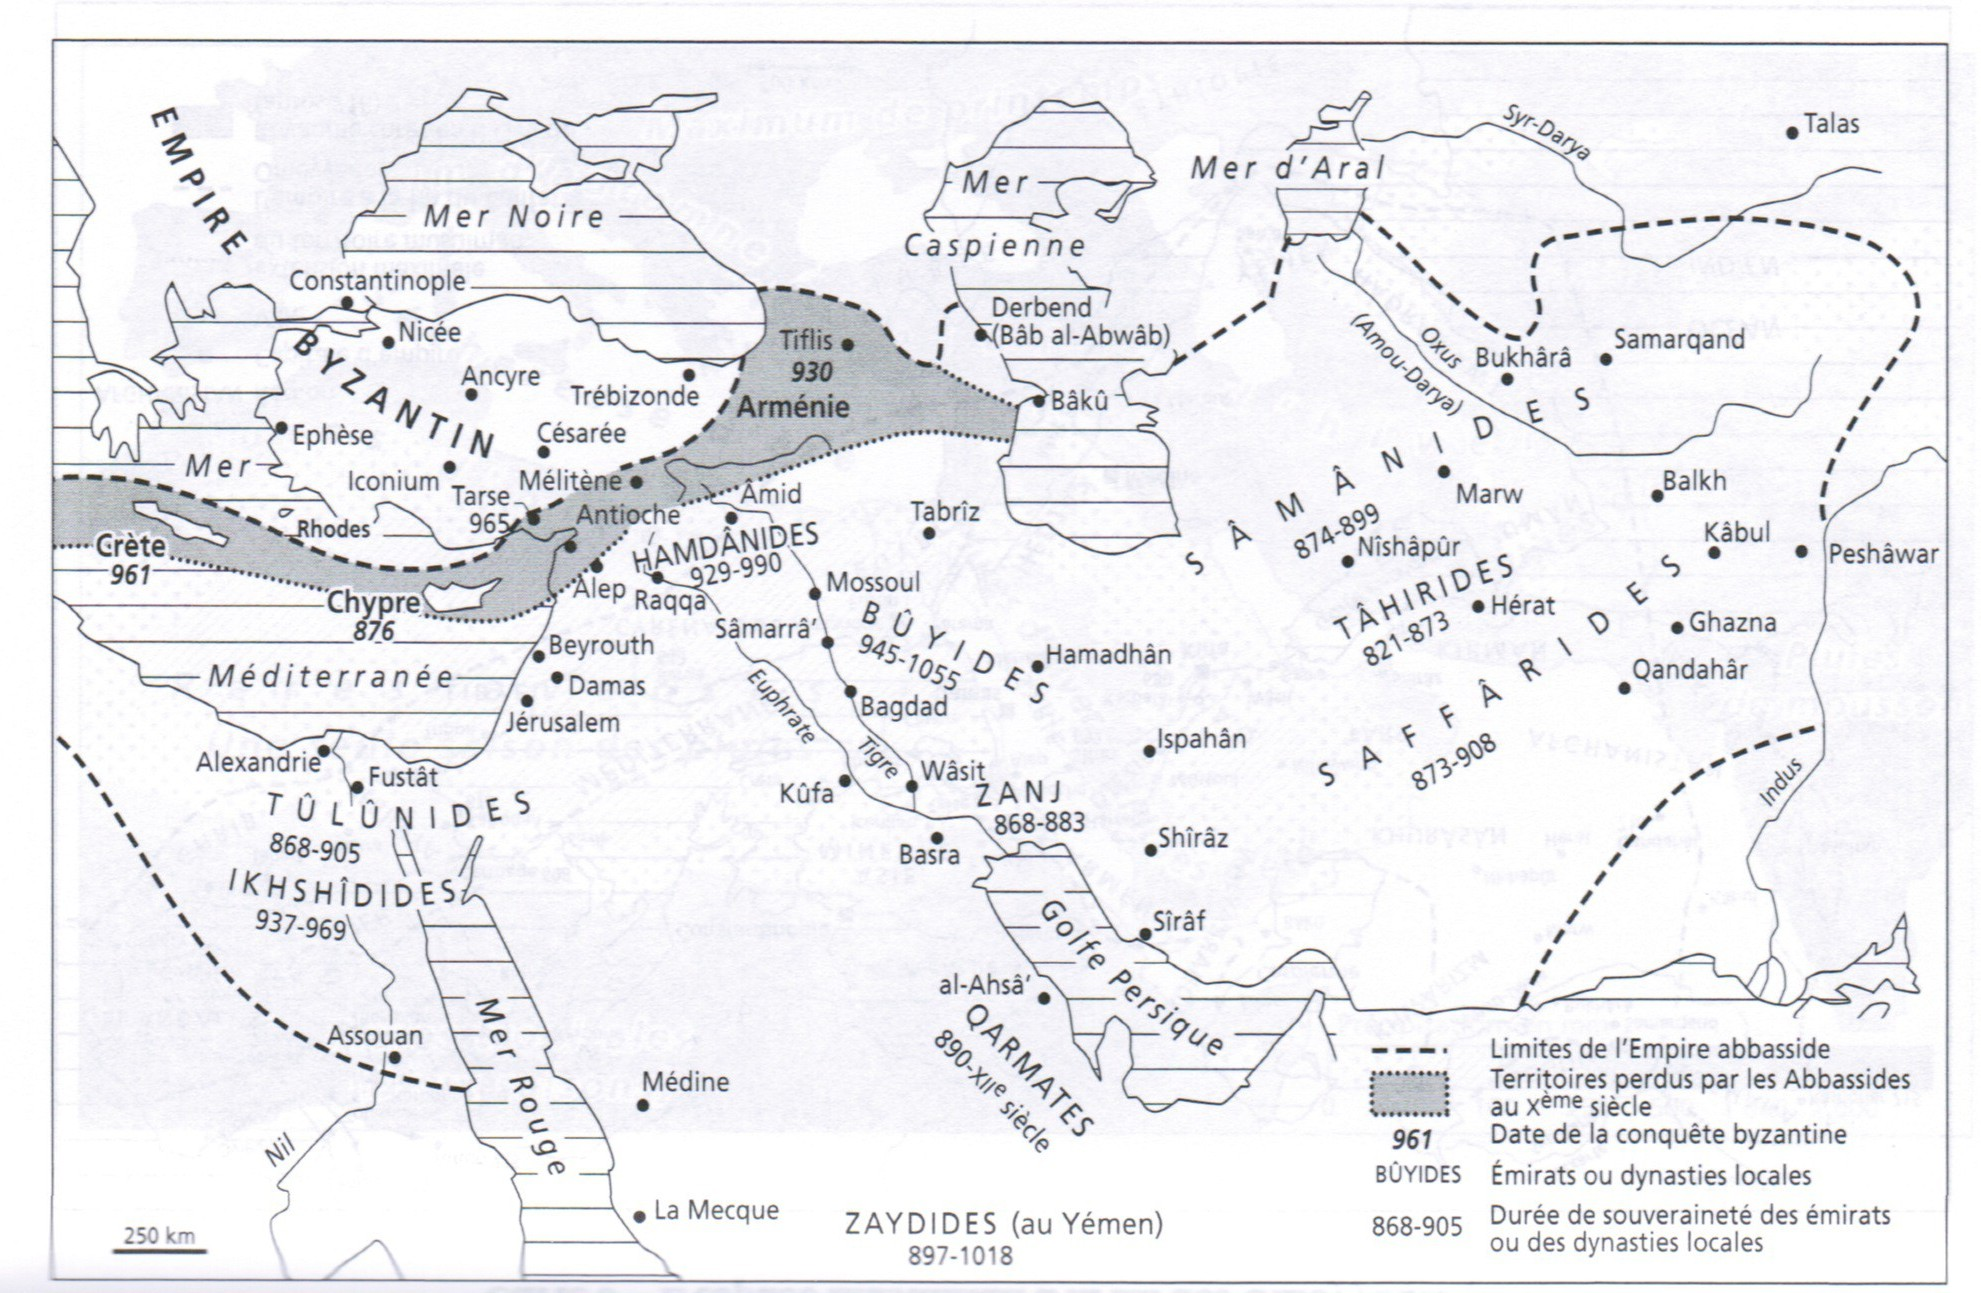 EMPIRE
BYZANTIN
Mer Noire
Mer
Caspienne
Mer d'Aral
Syr-Darya
Talas
Constantinople
Nicée
Ancyre
Trébizonde
Ephèse
Césarée
Iconium
Mélitène
Tarse
965
Antioche
Tiflis
930
Arménie
Derbend
(Bâb al-Abwâb)
Bâkû
Oxus
(Amou-Darya)
Bukhârâ
Samarqand
Mer
Rhodes
Crète
961
Chypre
876
Méditerranée
Âmid
HAMDÂNIDES
929-990
Alep
Raqqa
Tabrîz
Mossoul
Sâmarrâ'
BÛYIDES
945-1055
Hamadhân
Bagdad
Beyrouth
Damas
Jérusalem
Euphrate
Tigre
SÂMÂNIDES
874-899
Marw
Balkh
Nîshâpûr
Kâbul
Peshâwar
TÂHIRIDES
821-873
Hérat
Ghazna
Qandahâr
SAFFÂRIDES
873-908
Indus
Alexandrie
Fustât
TÛLÛNIDES
868-905
IKHSHÎDIDES
937-969
Kûfa
Wâsit
ZANJ
868-883
Basra
Ispahân
Shîrâz
Sîrâf
Golfe Persique
al-Ahsâ'
QARMATES
890-XIIe siècle
Assouan
Mer Rouge
Nil
Médine
La Mecque
ZAYDIDES (au Yémen)
897-1018
250 km
Limites de l'Empire abbasside
Territoires perdus par les Abbassides
au Xème siècle
961 Date de la conquête byzantine
BÛYIDES Émirats ou dynasties locales
868-905 Durée de souveraineté des émirats
ou des dynasties locales